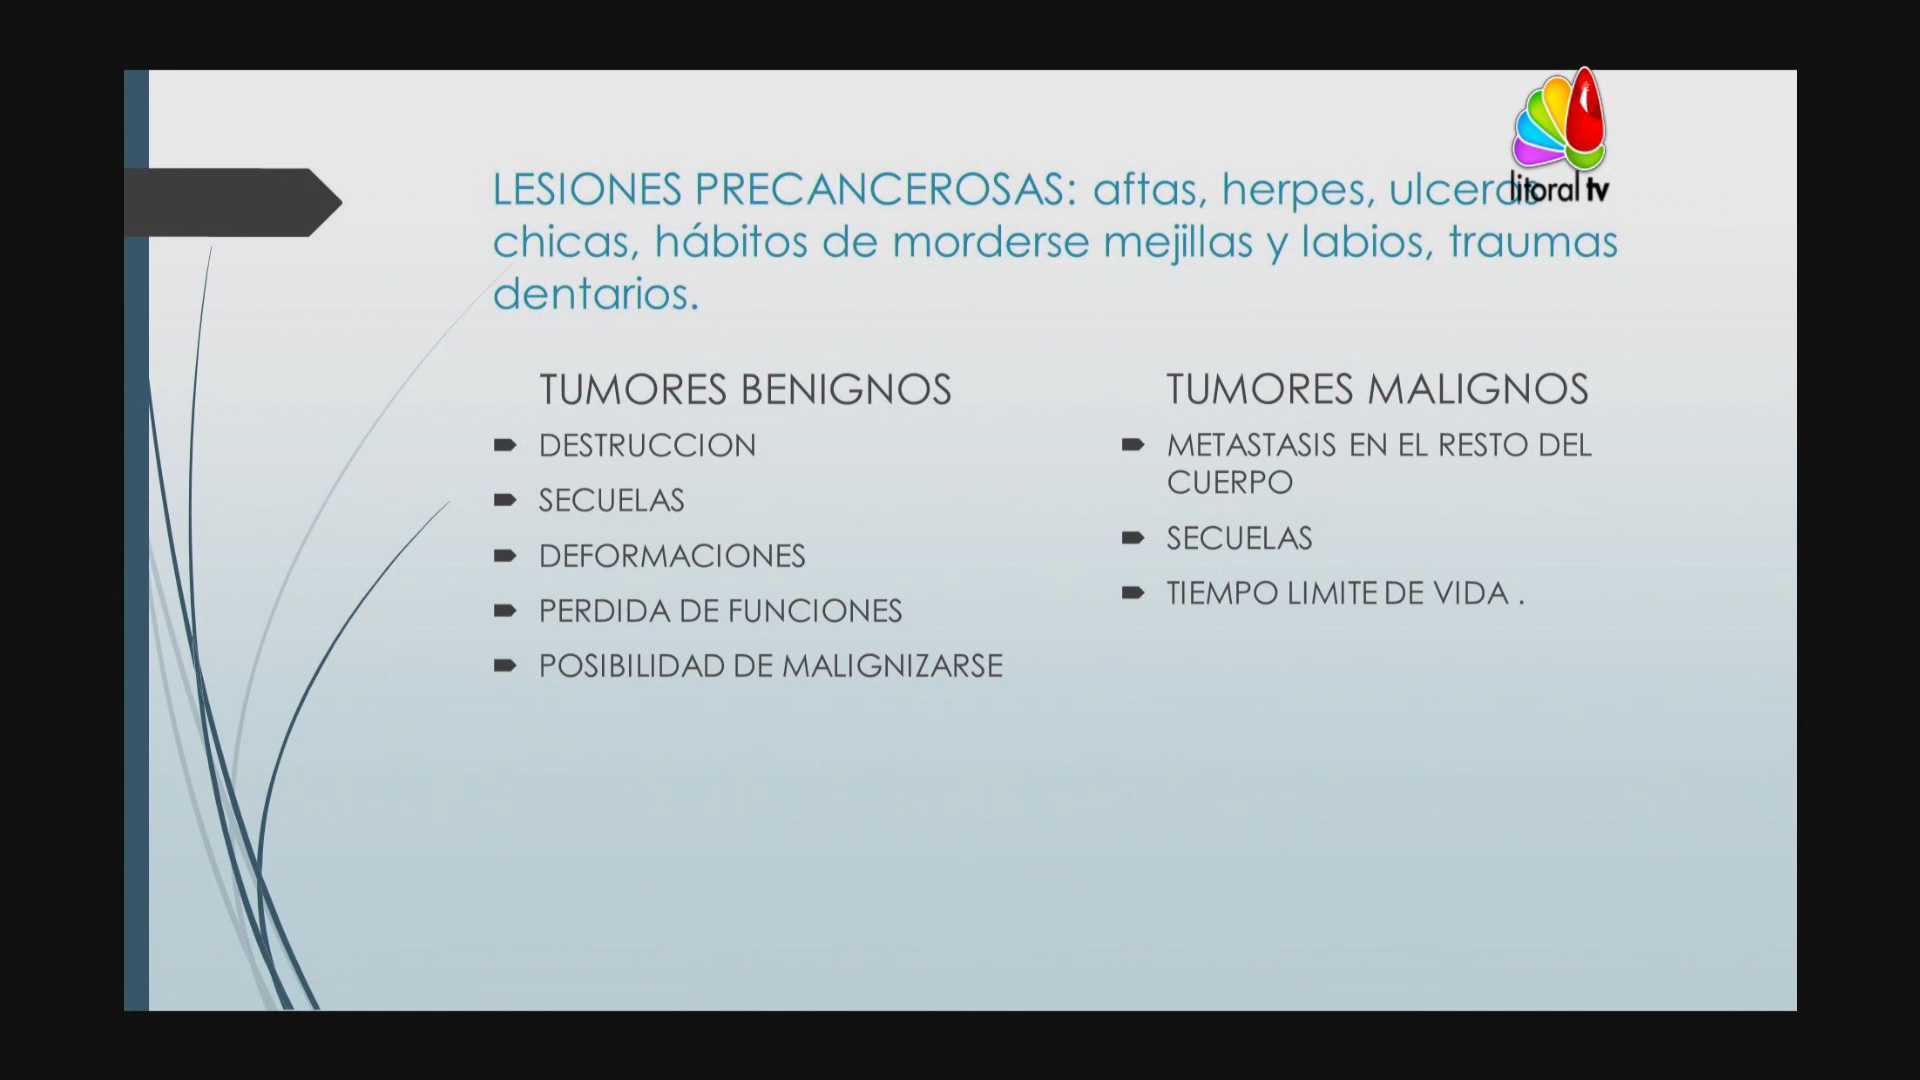 LESIONES PRECANCEROSAS: aftas, herpes, ulceras
chicas, hábitos de morderse mejillas y labios, traumas
dentarios.
litoral tv
TUMORES BENIGNOS
DESTRUCCION
SECUELAS
DEFORMACIONES
PERDIDA DE FUNCIONES
POSIBILIDAD DE MALIGNIZARSE
TUMORES MALIGNOS
METASTASIS EN EL RESTO DEL
CUERPO
SECUELAS
TIEMPO LIMITE DE VIDA .